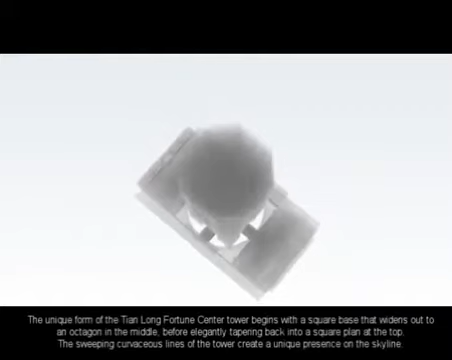 The unique form of the Tian Long Fortune Center tower begins with a square base that widens out to
an octagon in the middle, before elegantly tapering back into a square plan at the top.
The sweeping curvaceous lines of the tower create a unique presence on the skyline.